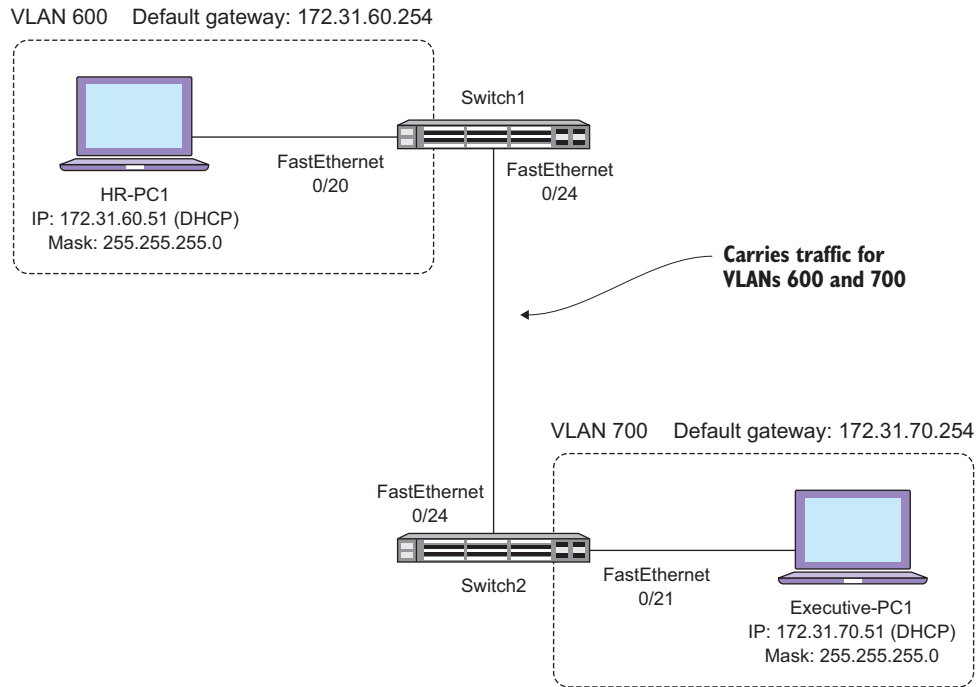 VLAN 600 Default gateway: 172.31.60.254
Switch1
FastEthernet
0/20
FastEthernet
0/24
HR-PC1
IP: 172.31.60.51 (DHCP)
Mask: 255.255.255.0
Carries traffic for
VLANs 600 and 700
VLAN 700 Default gateway: 172.31.70.254
FastEthernet
0/24
Switch2
FastEthernet
0/21
Executive-PC1
IP: 172.31.70.51 (DHCP)
Mask: 255.255.255.0